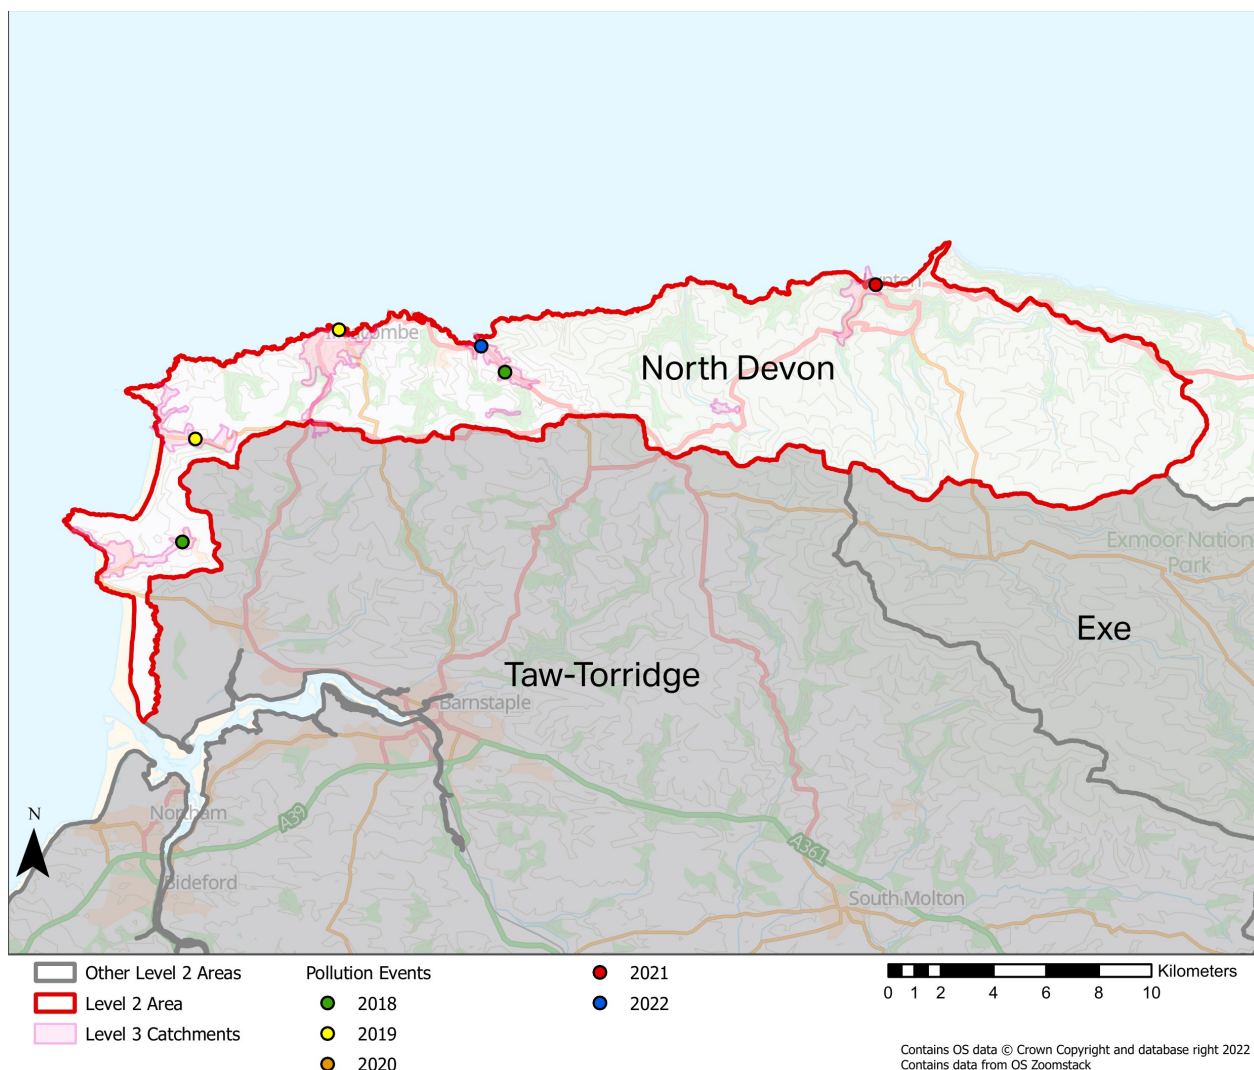 Ilfracombe
Lynton
North Devon
Exmoor Nation
Park
Exe
Taw-Torridge
Barnstaple
N
Northam
A39
A361
Bideford
South Molton
Other Level 2 Areas
Level 2 Area
Level 3 Catchments
Pollution Events
2018
2019
2020
2021
2022
Kilometers
0 1 2 4 6 8 10
Contains OS data © Crown Copyright and database right 2022
Contains data from OS Zoomstack